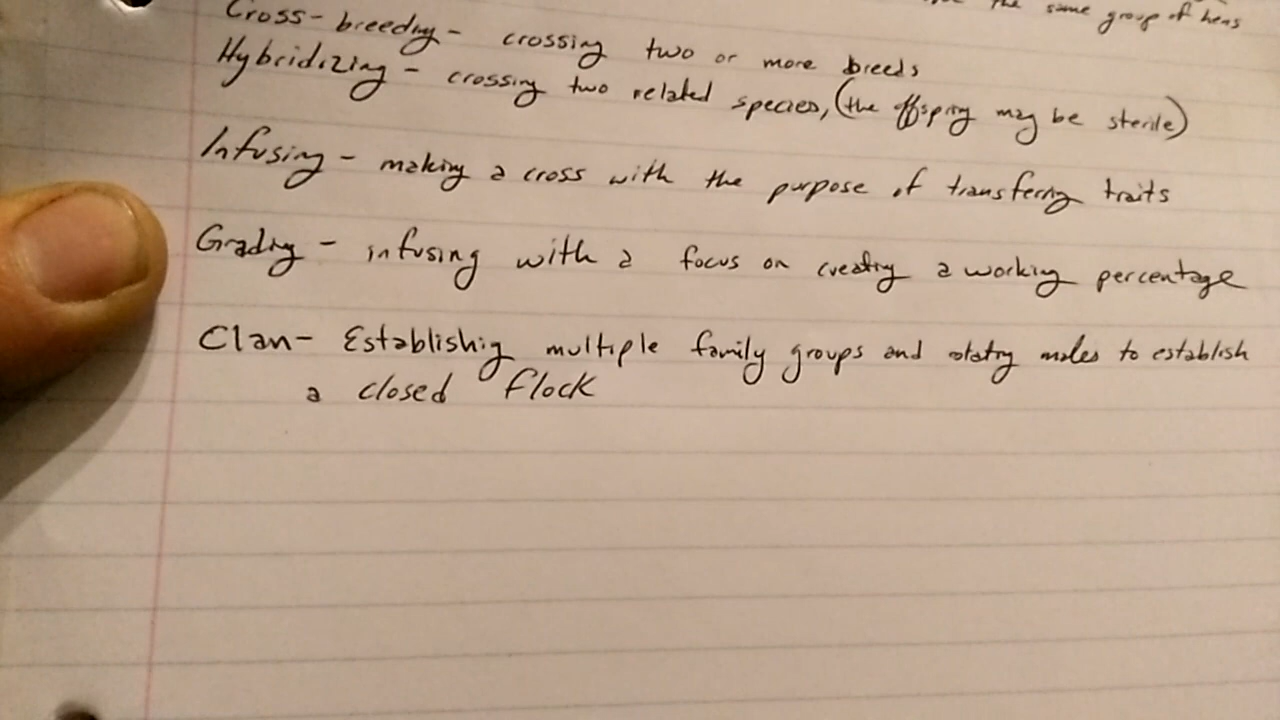 the same group of hens
Cross-breeding - crossing two or more breeds
Hybridizing - crossing two related species, (the offspring may be sterile)
Infusing - making a cross with the purpose of transferring traits
Grading - infusing with a focus on creating a working percentage
Clan- Establishing multiple family groups and rotating males to establish
a closed flock